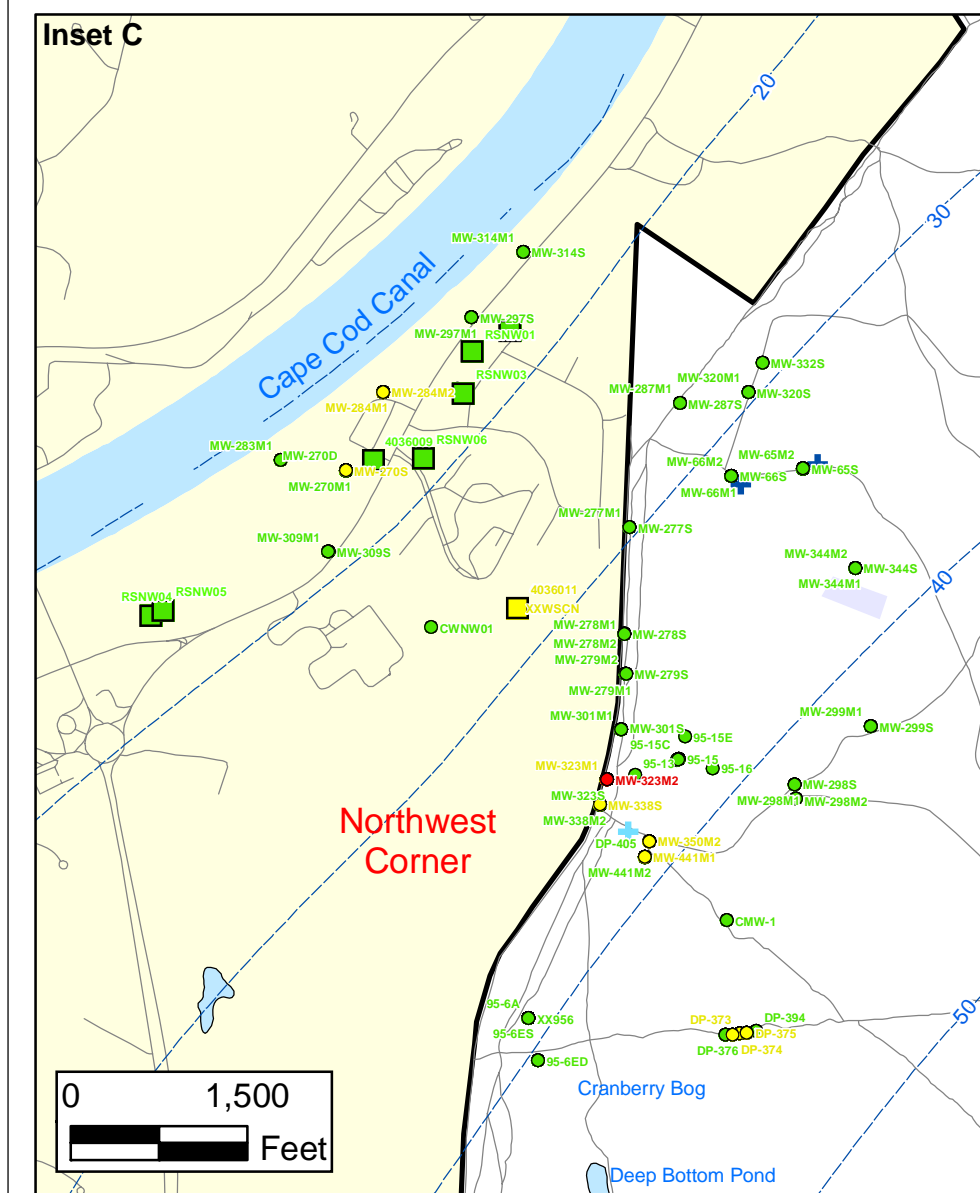 Inset C
20
30
MW-314M1
MW-314S
Cape Cod Canal
MW-297S
MW-297M1
RSNW01
MW-332S
RSNW03
MW-320M1
MW-287M1
MW-320S
MW-284M2
MW-287S
MW-284M1
MW-283M1
MW-270D
4036009
RSNW06
MW-66M2
MW-65M2
MW-65S
MW-270S
MW-66S
MW-270M1
MW-66M1
MW-277M1
MW-277S
MW-309M1
MW-309S
MW-344M2
MW-344S
MW-344M1
40
RSNW04
RSNW05
4036011
XXWSCN
CWNW01
MW-278M1
MW-278S
MW-278M2
MW-279M2
MW-279S
MW-279M1
MW-301M1
MW-301S
MW-299M1
MW-299S
95-15E
95-15C
95-15
95-13
95-16
MW-323M1
MW-323M2
MW-298S
MW-323S
MW-338S
MW-298M1
MW-298M2
MW-338M2
Northwest
Corner
DP-405
MW-350M2
MW-441M1
MW-441M2
CMW-1
50
95-6A
XX956
95-6ES
DP-373
DP-394
DP-375
DP-376
DP-374
95-6ED
0
1,500
Feet
Cranberry Bog
Deep Bottom Pond